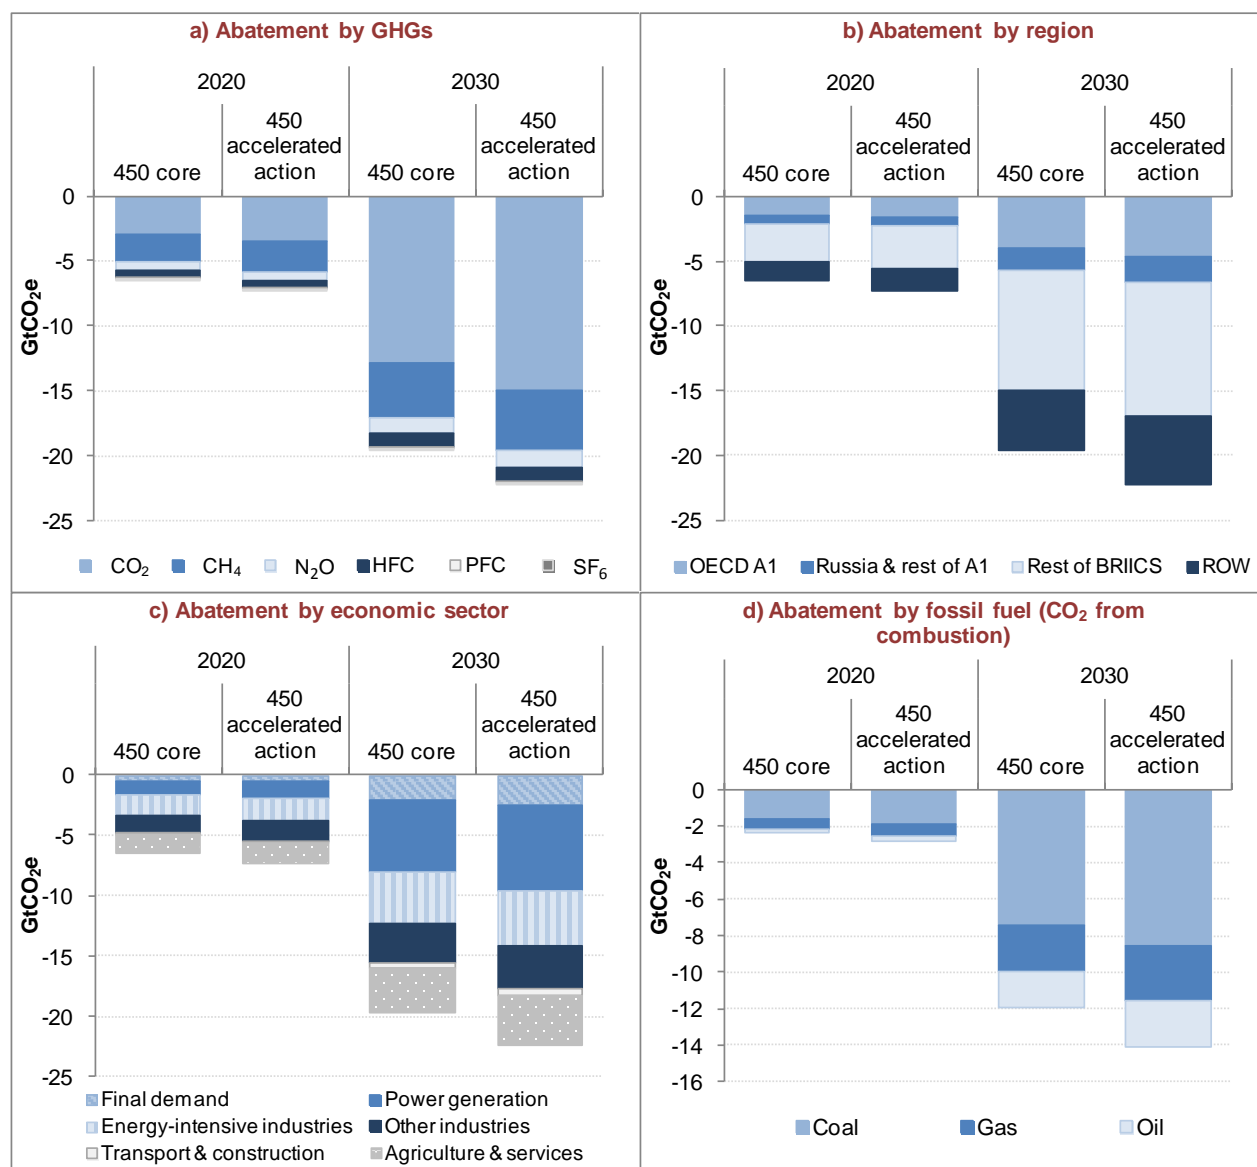 a) Abatement by GHGs
2020 2030
450 core
450 accelerated action
450 core
450 accelerated action
GtCO₂e
0
-5
-10
-15
-20
-25
CO₂ CH₄ N₂O HFC PFC SF₆
b) Abatement by region
2020 2030
450 core
450 accelerated action
450 core
450 accelerated action
GtCO₂e
0
-5
-10
-15
-20
-25
OECD A1 Russia & rest of A1 Rest of BRIICS ROW
c) Abatement by economic sector
2020 2030
450 core
450 accelerated action
450 core
450 accelerated action
GtCO₂e
0
-5
-10
-15
-20
-25
Final demand Power generation
Energy-intensive industries Other industries
Transport & construction Agriculture & services
d) Abatement by fossil fuel (CO₂ from
combustion)
2020 2030
450 core
450 accelerated action
450 core
450 accelerated action
GtCO₂e
0
-2
-4
-6
-8
-10
-12
-14
-16
Coal Gas Oil